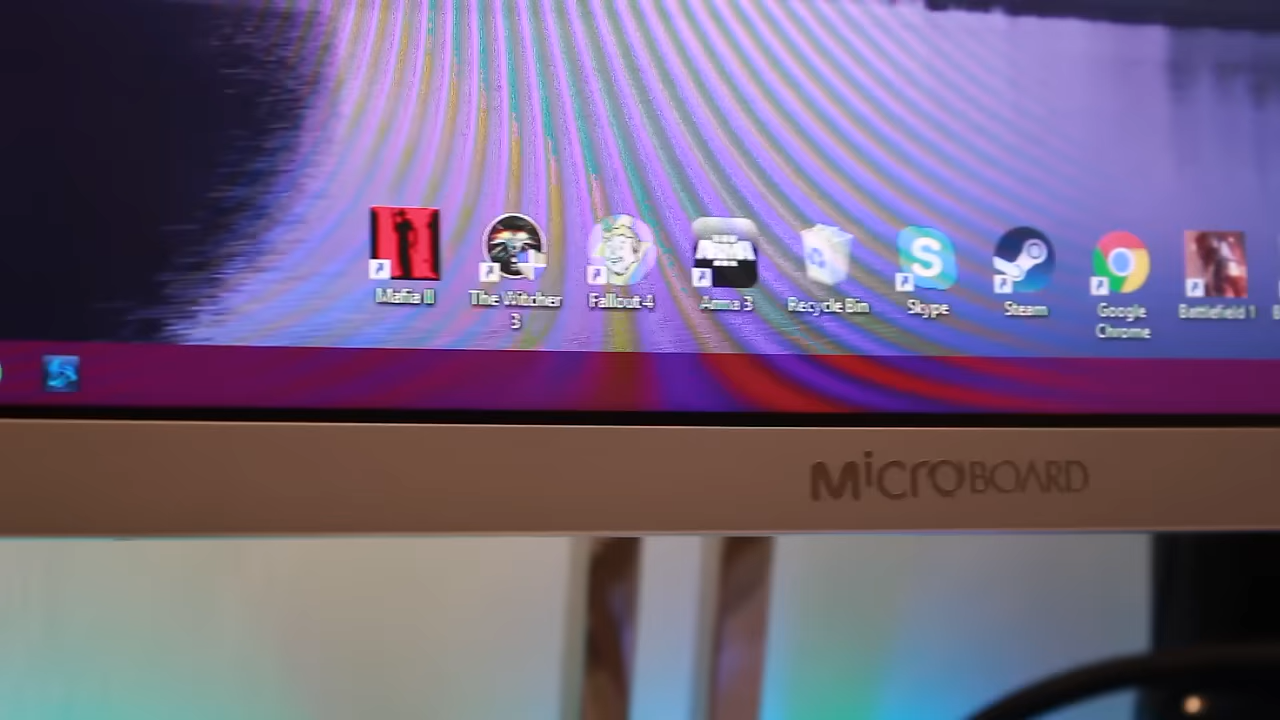 Mafia II
The Witcher
3
Fallout 4
Arma 3
Recycle Bin
Skype
Steam
Google
Chrome
Battlefield 1
MicroBOARD